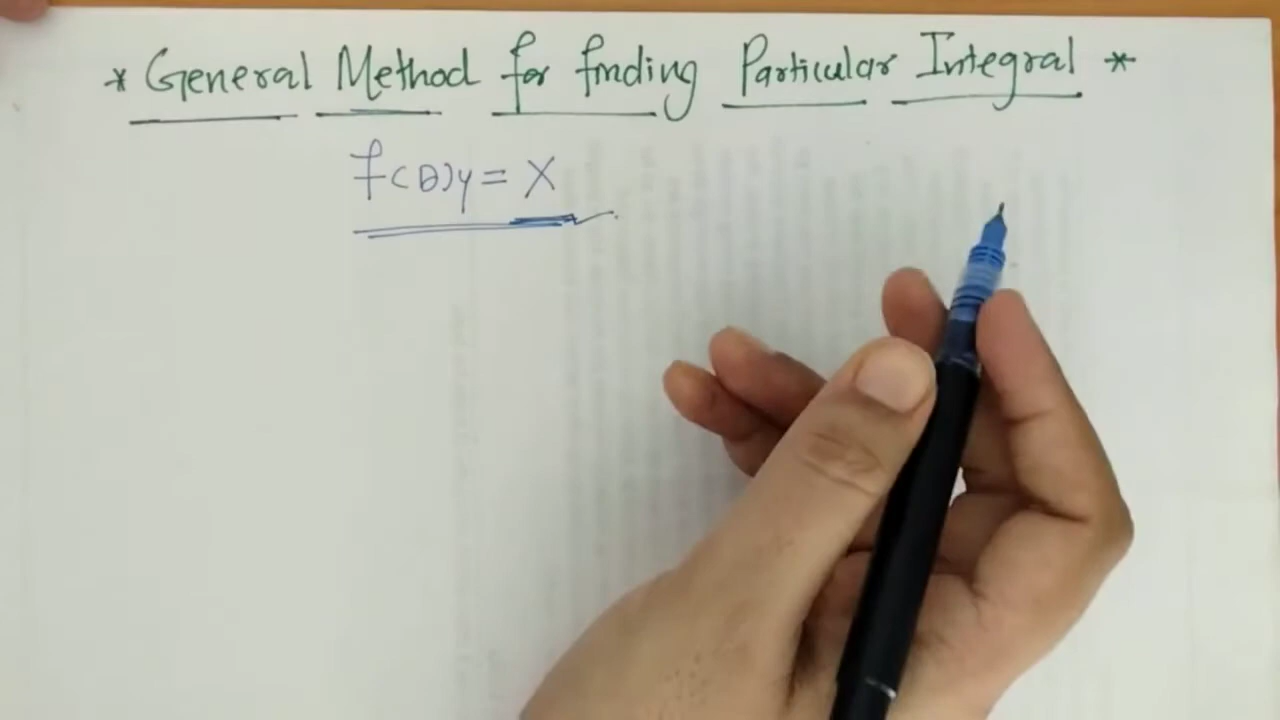 * General Method for finding Particular Integral *
f(D)y = X